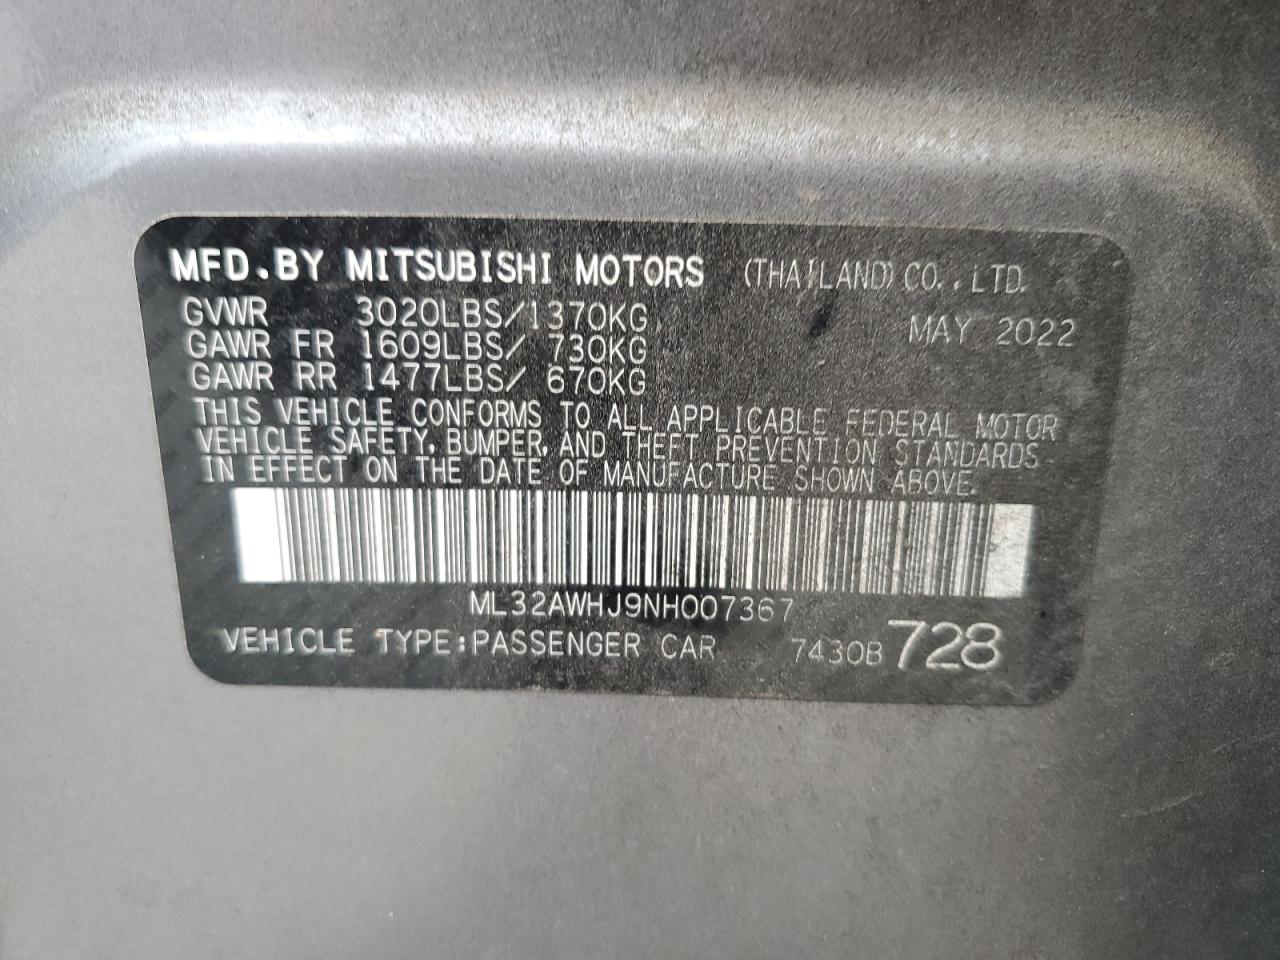 MFD.BY MITSUBISHI MOTORS (THAILAND) CO., LTD.
GVWR 3020LBS/1370KG MAY 2022
GAWR FR 1609LBS/ 730KG
GAWR RR 1477LBS/ 670KG
THIS VEHICLE CONFORMS TO ALL APPLICABLE FEDERAL MOTOR
VEHICLE SAFETY, BUMPER, AND THEFT PREVENTION STANDARDS
IN EFFECT ON THE DATE OF MANUFACTURE SHOWN ABOVE.
ML32AWHJ9NH007367
VEHICLE TYPE:PASSENGER CAR 7430B 728